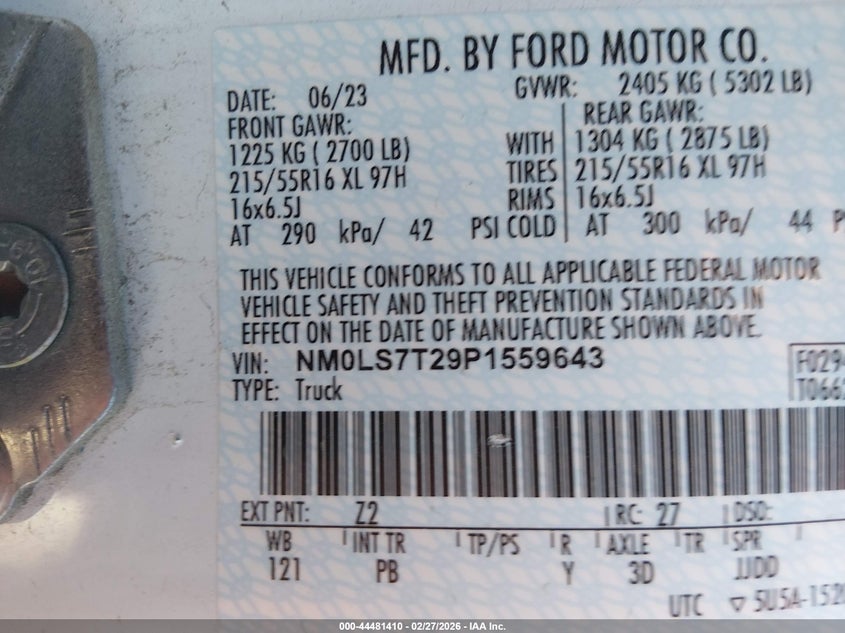 MFD. BY FORD MOTOR CO.
DATE: 06/23 GVWR: 2405 KG ( 5302 LB)
FRONT GAWR: REAR GAWR:
1225 KG ( 2700 LB) WITH 1304 KG ( 2875 LB)
215/55R16 XL 97H TIRES 215/55R16 XL 97H
16x6.5J RIMS 16x6.5J
AT 290 kPa/ 42 PSI COLD AT 300 kPa/ 44
THIS VEHICLE CONFORMS TO ALL APPLICABLE FEDERAL MOTOR
VEHICLE SAFETY AND THEFT PREVENTION STANDARDS IN
EFFECT ON THE DATE OF MANUFACTURE SHOWN ABOVE.
VIN: NM0LS7T29P1559643
TYPE: Truck
EXT PNT: Z2 RC: 27 DSO:
WB INT TR TP/PS R AXLE TR SPR
121 PB Y 3D JJDD
UTC
000-44481410 - 02/27/2026 - IAA Inc.